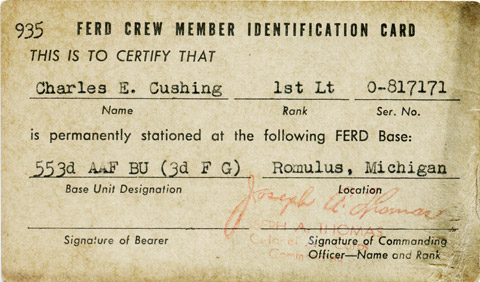 935 FERD CREW MEMBER IDENTIFICATION CARD
THIS IS TO CERTIFY THAT
Charles E. Cushing 1st Lt O-817171
Name Rank Ser. No.
is permanently stationed at the following FERD Base:
553d AAF BU (3d F G) Romulus, Michigan
Base Unit Designation Location
Joseph A. Thomas
JOSEPH A. THOMAS
Signature of Bearer Signature of Commanding
Officer—Name and Rank